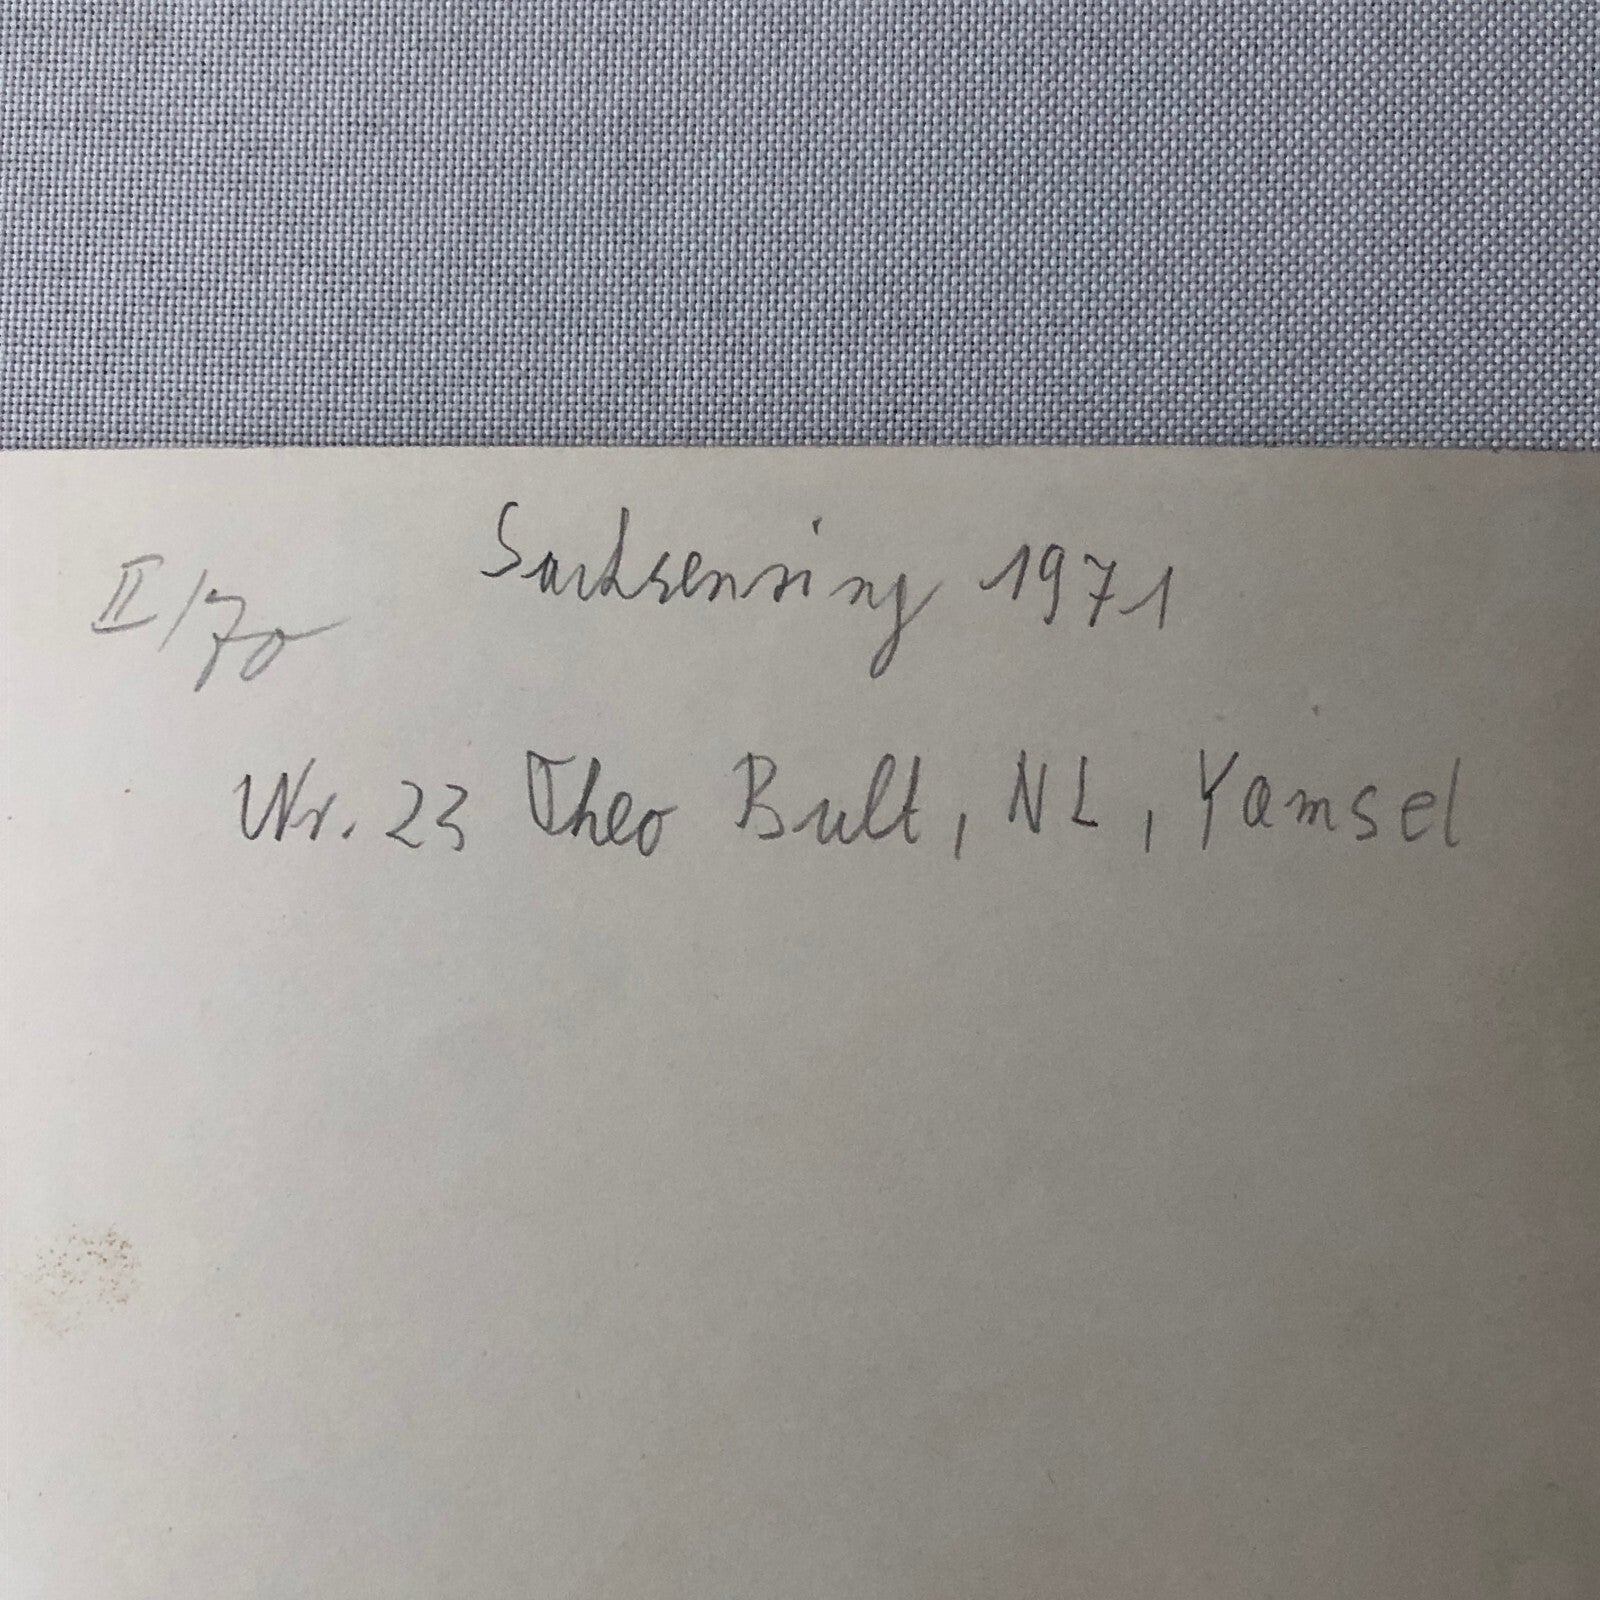 Sachsenring 1971
II/70
Nr. 23 Theo Bult, NL, Yamsel